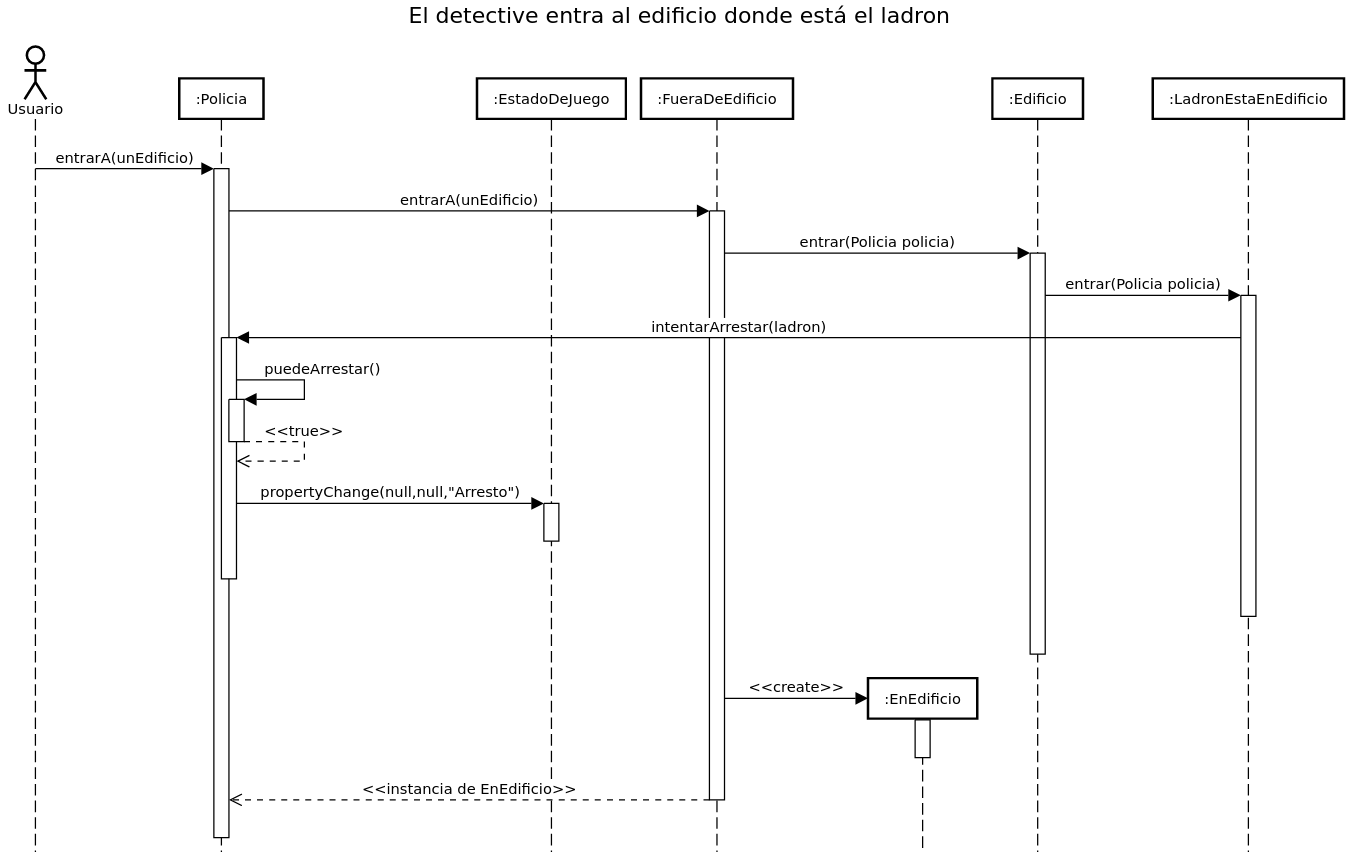 El detective entra al edificio donde está el ladron
Usuario
:Policia
:EstadoDeJuego
:FueraDeEdificio
:Edificio
:LadronEstaEnEdificio
entrarA(unEdificio)
entrarA(unEdificio)
entrar(Policia policia)
entrar(Policia policia)
intentarArrestar(ladron)
puedeArrestar()
<<true>>
propertyChange(null,null,"Arresto")
<<create>>
:EnEdificio
<<instancia de EnEdificio>>